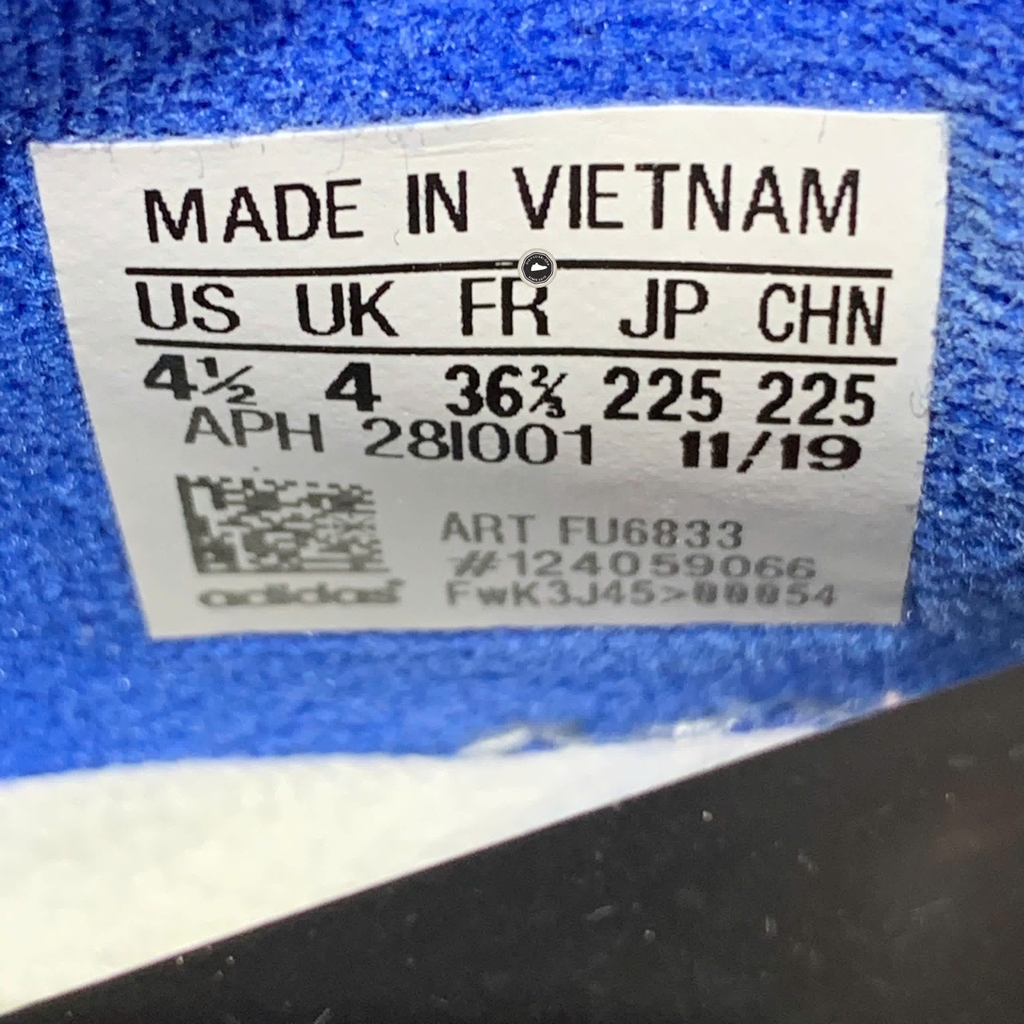 MADE IN VIETNAM
US UK FR JP CHN
4½ 4 36⅔ 225 225
APH 28I001 11/19
ART FU6833
#124059066
adidas FwK3J45>00054